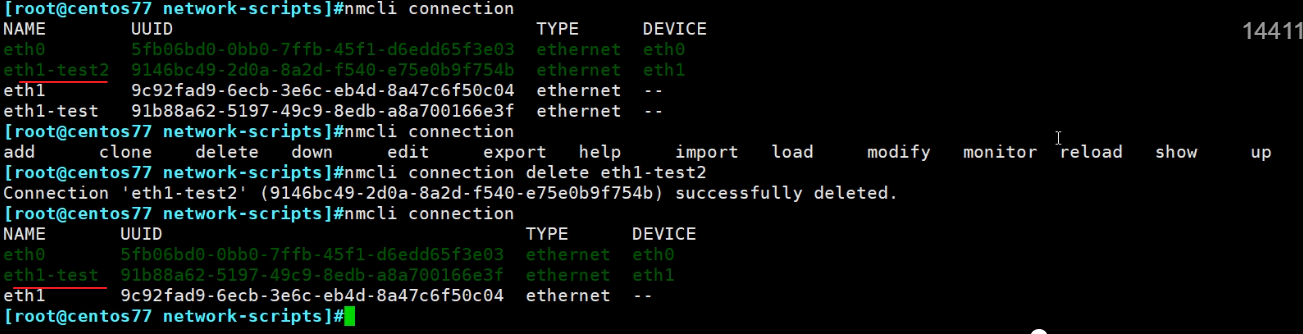 [root@centos77 network-scripts]#nmcli connection
NAME UUID TYPE DEVICE
eth0 5fb06bd0-0bb0-7ffb-45f1-d6edd65f3e03 ethernet eth0
eth1-test2 9146bc49-2d0a-8a2d-f540-e75e0b9f754b ethernet eth1
eth1 9c92fad9-6ecb-3e6c-eb4d-8a47c6f50c04 ethernet --
eth1-test 91b88a62-5197-49c9-8edb-a8a700166e3f ethernet --
[root@centos77 network-scripts]#nmcli connection
add clone delete down edit export help import load modify monitor reload show up
[root@centos77 network-scripts]#nmcli connection delete eth1-test2
Connection 'eth1-test2' (9146bc49-2d0a-8a2d-f540-e75e0b9f754b) successfully deleted.
[root@centos77 network-scripts]#nmcli connection
NAME UUID TYPE DEVICE
eth0 5fb06bd0-0bb0-7ffb-45f1-d6edd65f3e03 ethernet eth0
eth1-test 91b88a62-5197-49c9-8edb-a8a700166e3f ethernet eth1
eth1 9c92fad9-6ecb-3e6c-eb4d-8a47c6f50c04 ethernet --
[root@centos77 network-scripts]#
14411